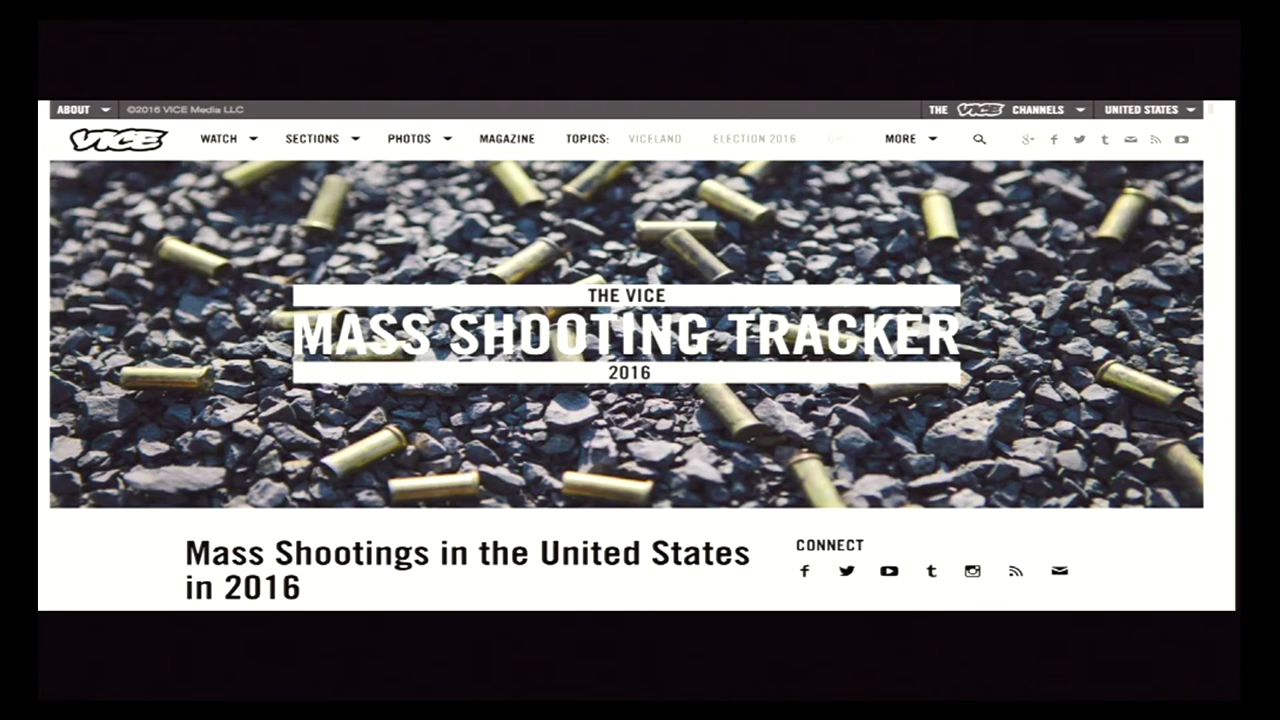 ABOUT ©2016 VICE Media LLC THE VICE CHANNELS UNITED STATES
VICE WATCH SECTIONS PHOTOS MAGAZINE TOPICS: VICELAND ELECTION 2016 MORE
THE VICE
MASS SHOOTING TRACKER
2016
Mass Shootings in the United States
in 2016
CONNECT